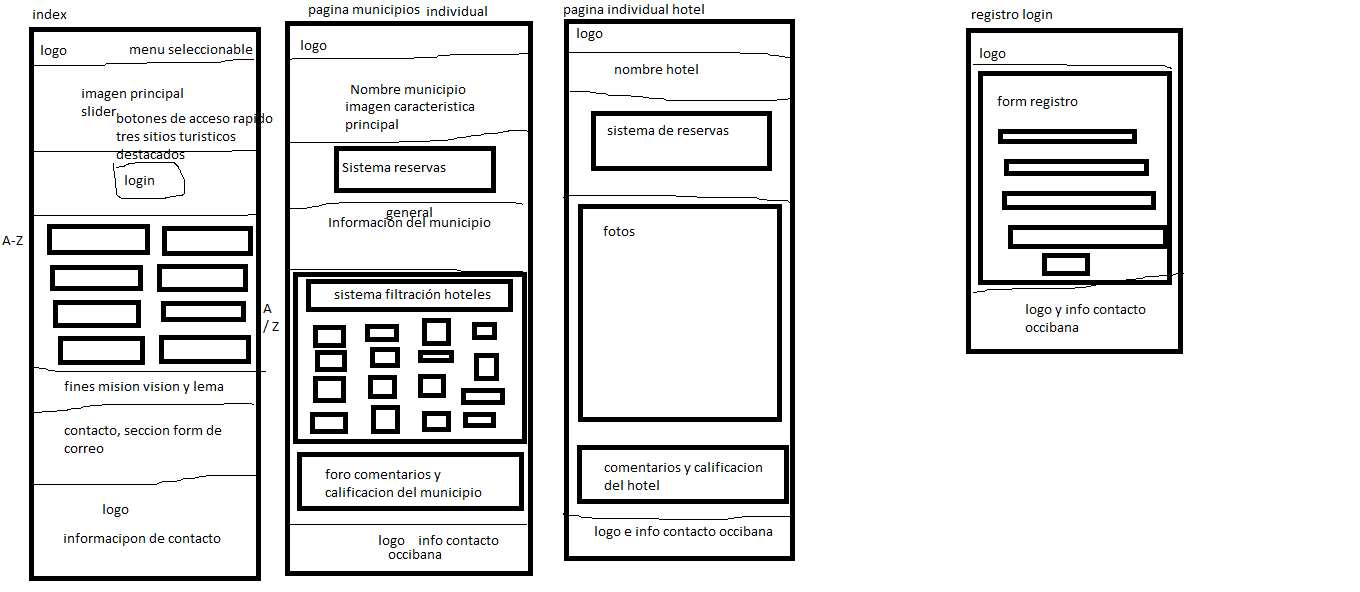 index
logo
menu seleccionable
imagen principal
slider
botones de acceso rapido
tres sitios turisticos
destacados
login
A-Z
A
/ Z
fines mision vision y lema
contacto, seccion form de
correo
logo
informacipon de contacto
pagina municipios individual
logo
Nombre municipio
imagen caracteristica
principal
Sistema reservas
general
Información del municipio
sistema filtración hoteles
foro comentarios y
calificacion del municipio
logo info contacto
occibana
pagina individual hotel
logo
nombre hotel
sistema de reservas
fotos
comentarios y calificacion
del hotel
logo e info contacto occibana
registro login
logo
form registro
logo y info contacto
occibana